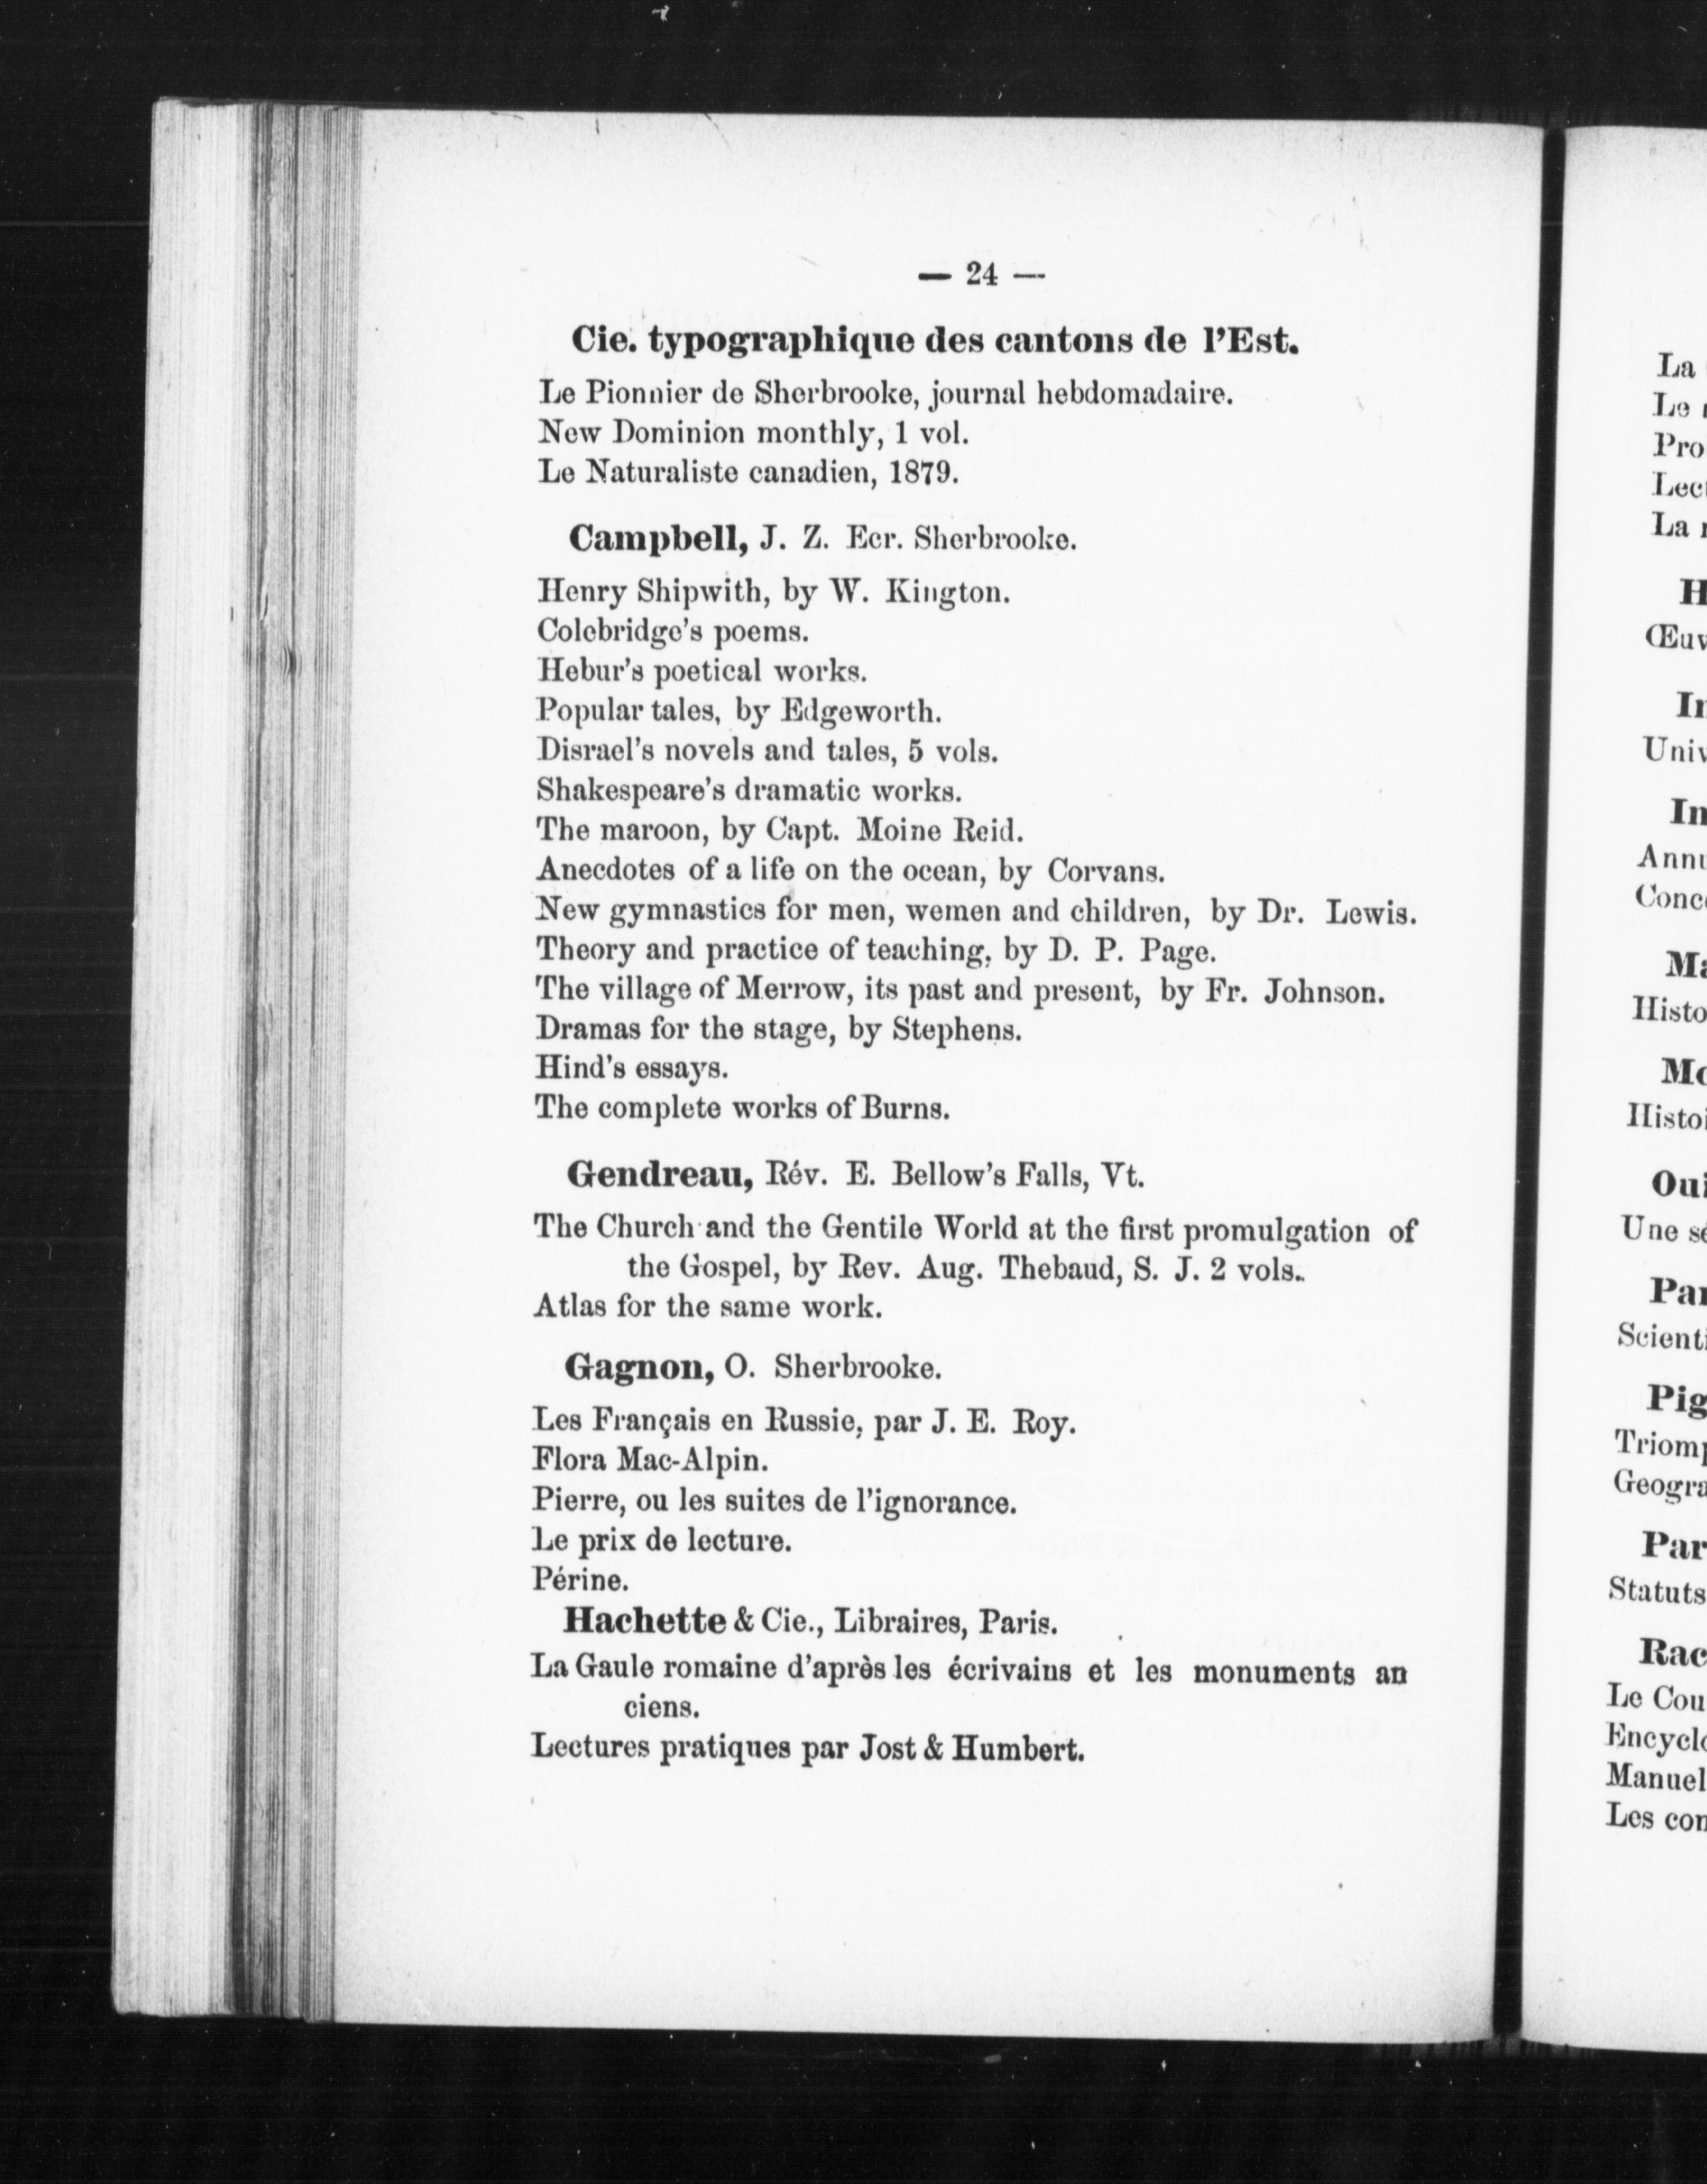 — 24 —
Cie. typographique des cantons de l'Est.
Le Pionnier de Sherbrooke, journal hebdomadaire.
New Dominion monthly, 1 vol.
Le Naturaliste canadien, 1879.
Campbell, J. Z. Ecr. Sherbrooke.
Henry Shipwith, by W. Kington.
Colebridge's poems.
Hebur's poetical works.
Popular tales, by Edgeworth.
Disrael's novels and tales, 5 vols.
Shakespeare's dramatic works.
The maroon, by Capt. Moine Reid.
Anecdotes of a life on the ocean, by Corvans.
New gymnastics for men, wemen and children, by Dr. Lewis.
Theory and practice of teaching, by D. P. Page.
The village of Merrow, its past and present, by Fr. Johnson.
Dramas for the stage, by Stephens.
Hind's essays.
The complete works of Burns.
Gendreau, Rév. E. Bellow's Falls, Vt.
The Church and the Gentile World at the first promulgation of
the Gospel, by Rev. Aug. Thebaud, S. J. 2 vols.
Atlas for the same work.
Gagnon, O. Sherbrooke.
Les Français en Russie, par J. E. Roy.
Flora Mac-Alpin.
Pierre, ou les suites de l'ignorance.
Le prix de lecture.
Périne.
Hachette & Cie., Libraires, Paris.
La Gaule romaine d'après les écrivains et les monuments an
ciens.
Lectures pratiques par Jost & Humbert.
La
Le
La
Une
Le
Manuel
Les